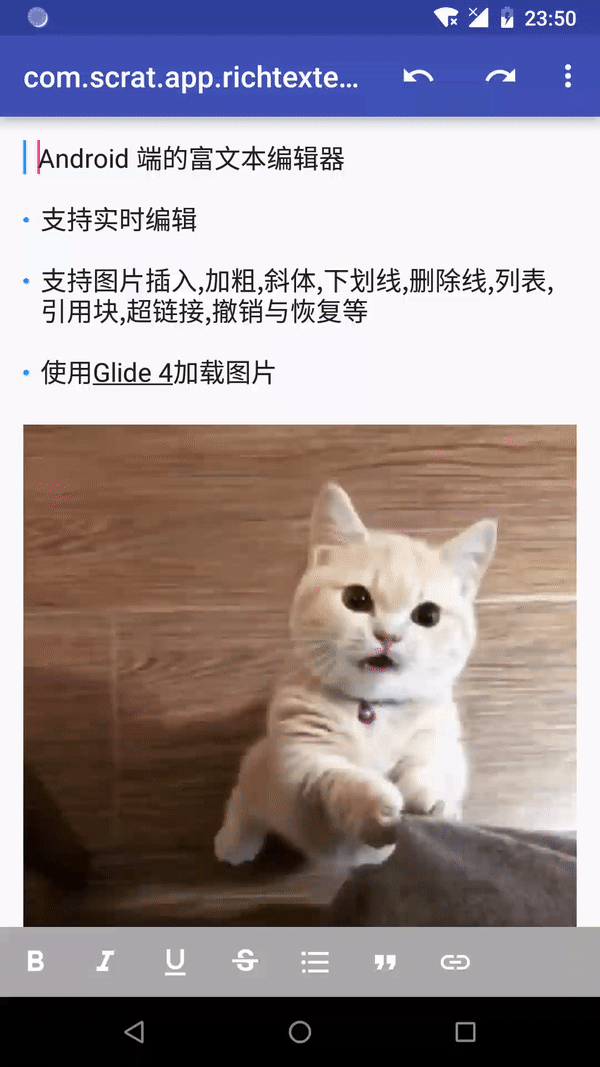 23:50
com.scrat.app.richtexte...
Android 端的富文本编辑器
支持实时编辑
支持图片插入,加粗,斜体,下划线,删除线,列表,
引用块,超链接,撤销与恢复等
使用Glide 4加载图片
B I U S